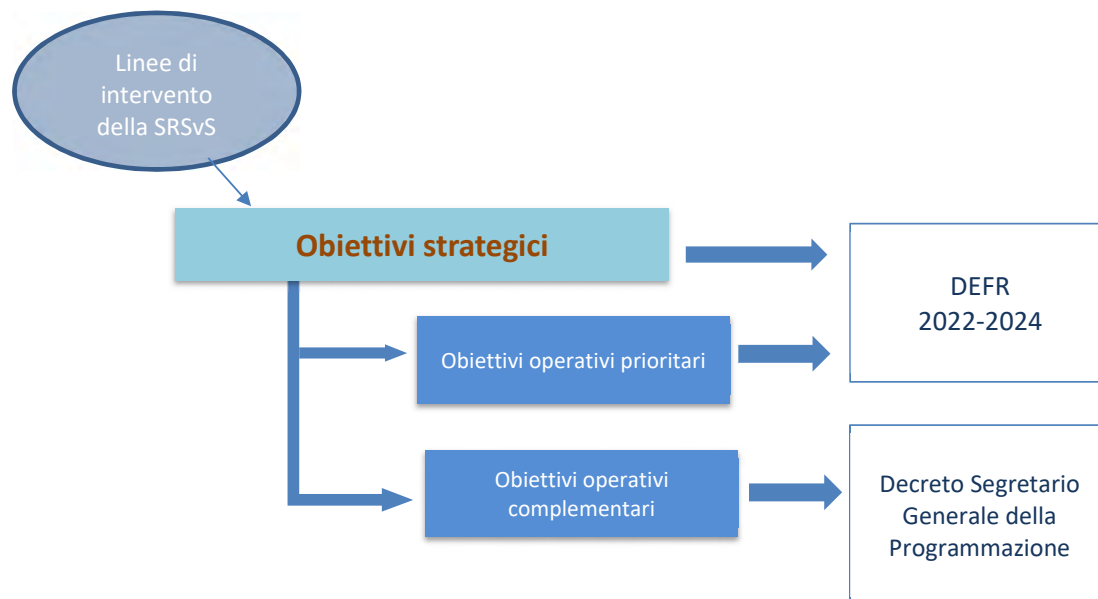 Linee di
intervento
della SRSvS
Obiettivi strategici
DEFR
2022-2024
Obiettivi operativi prioritari
Obiettivi operativi
complementari
Decreto Segretario
Generale della
Programmazione